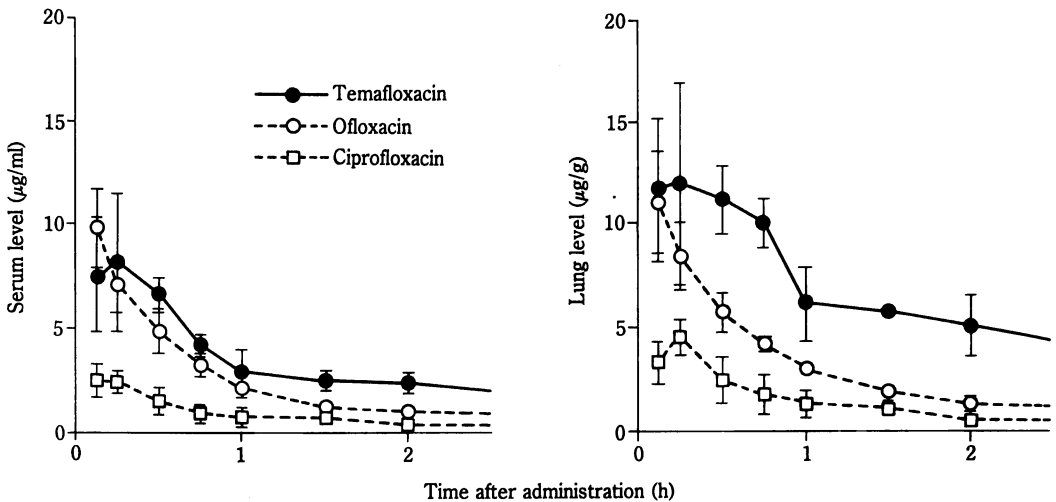 20
15
10
5
0
0
1
2
Serum level (μg/ml)
Temafloxacin
Ofloxacin
Ciprofloxacin
20
15
10
5
0
0
1
2
Lung level (μg/g)
Time after administration (h)